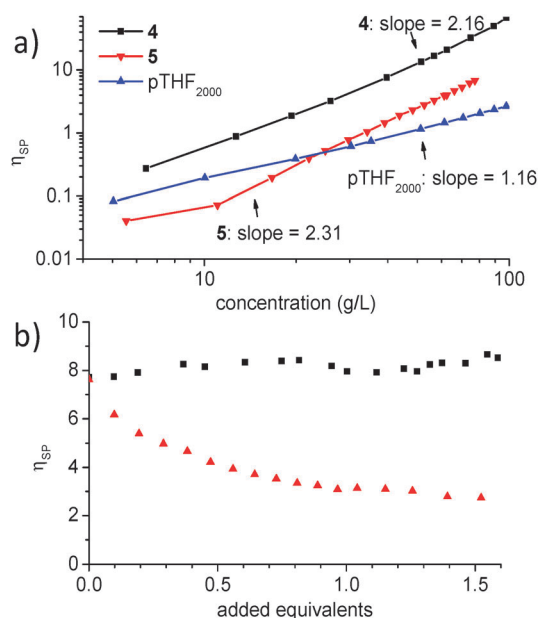 a)
4
5
pTHF2000
4: slope = 2.16
pTHF2000: slope = 1.16
5: slope = 2.31
ηSP
10
1
0.1
0.01
10
100
concentration (g/L)
b)
ηSP
10
8
6
4
2
0
0.0
0.5
1.0
1.5
added equivalents